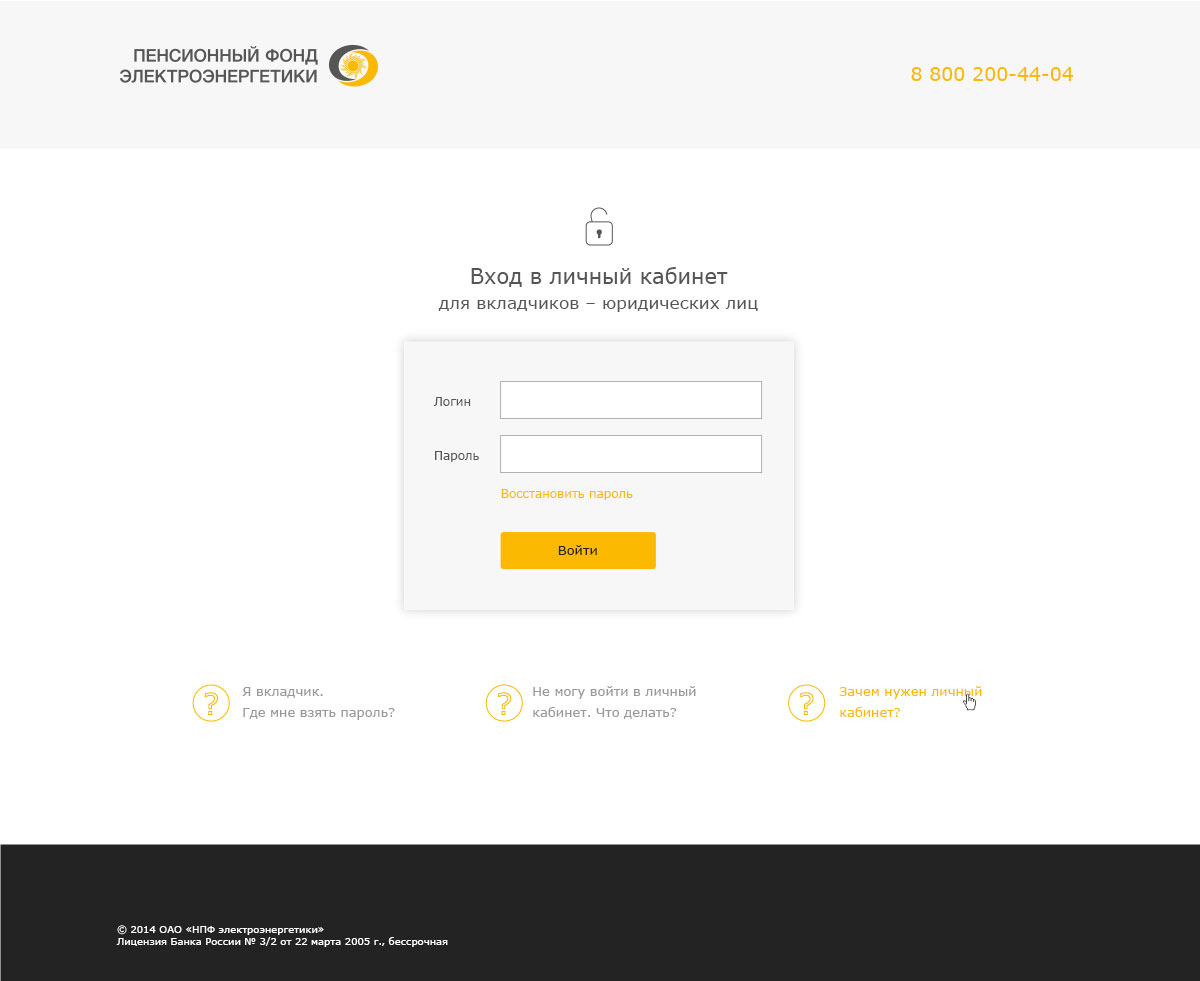 ПЕНСИОННЫЙ ФОНД
ЭЛЕКТРОЭНЕРГЕТИКИ
8 800 200-44-04
Вход в личный кабинет
для вкладчиков – юридических лиц
Логин
Пароль
Восстановить пароль
Войти
? Я вкладчик.
Где мне взять пароль?
? Не могу войти в личный
кабинет. Что делать?
? Зачем нужен личный
кабинет?
© 2014 ОАО «НПФ электроэнергетики»
Лицензия Банка России № 3/2 от 22 марта 2005 г., бессрочная